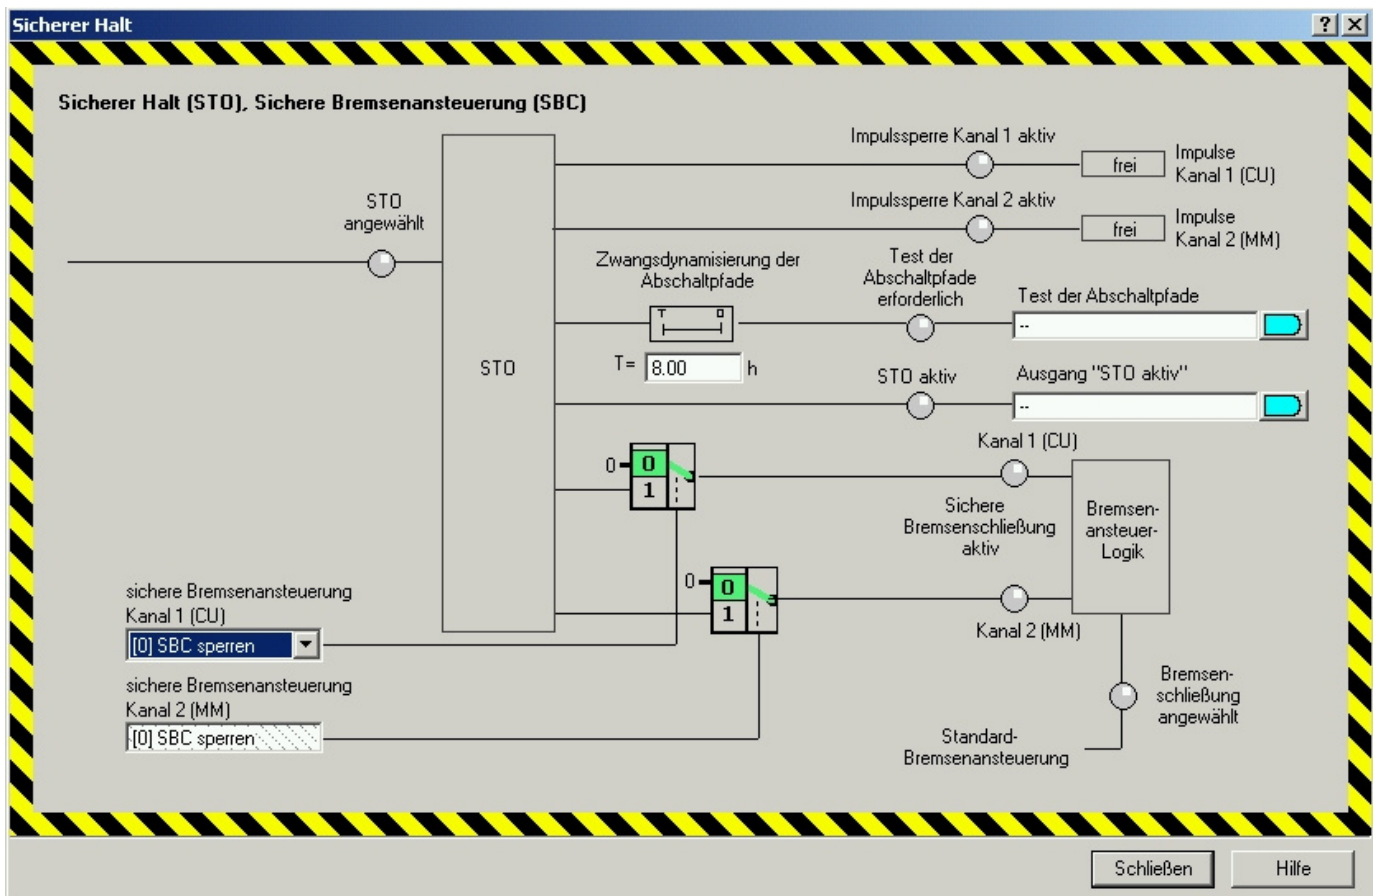 Sicherer Halt
Sicherer Halt (STO), Sichere Bremsenansteuerung (SBC)
Impulssperre Kanal 1 aktiv
frei
Impulse
Kanal 1 (CU)
STO
angewählt
Impulssperre Kanal 2 aktiv
frei
Impulse
Kanal 2 (MM)
Zwangsdynamisierung der
Abschaltpfade
Test der
Abschaltpfade
erforderlich
Test der Abschaltpfade
T 0
--
STO
T= 8.00 h
STO aktiv
Ausgang "STO aktiv"
--
Kanal 1 (CU)
0 0
1
Sichere
Bremsenschließung
aktiv
Bremsen-
ansteuer-
Logik
0 0
1
Kanal 2 (MM)
sichere Bremsenansteuerung
Kanal 1 (CU)
[0] SBC sperren
sichere Bremsenansteuerung
Kanal 2 (MM)
[0] SBC sperren
Bremsen-
schließung
angewählt
Standard-
Bremsenansteuerung
Schließen
Hilfe